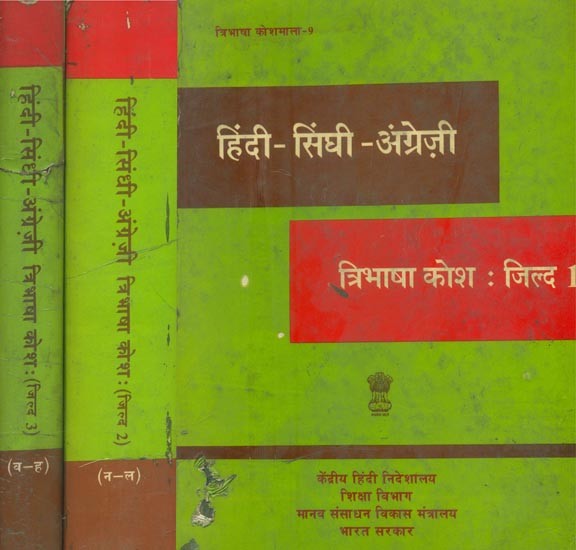 त्रिभाषा कोशमाला-9
हिंदी-सिंधी-अंग्रेज़ी
त्रिभाषा कोश : जिल्द 1
केंद्रीय हिंदी निदेशालय
शिक्षा विभाग
मानव संसाधन विकास मंत्रालय
भारत सरकार
हिंदी-सिंधी-अंग्रेज़ी त्रिभाषा कोश: (जिल्द 2)
(न-ल)
हिंदी-सिंधी-अंग्रेज़ी त्रिभाषा कोश: (जिल्द 3)
(व-ह)